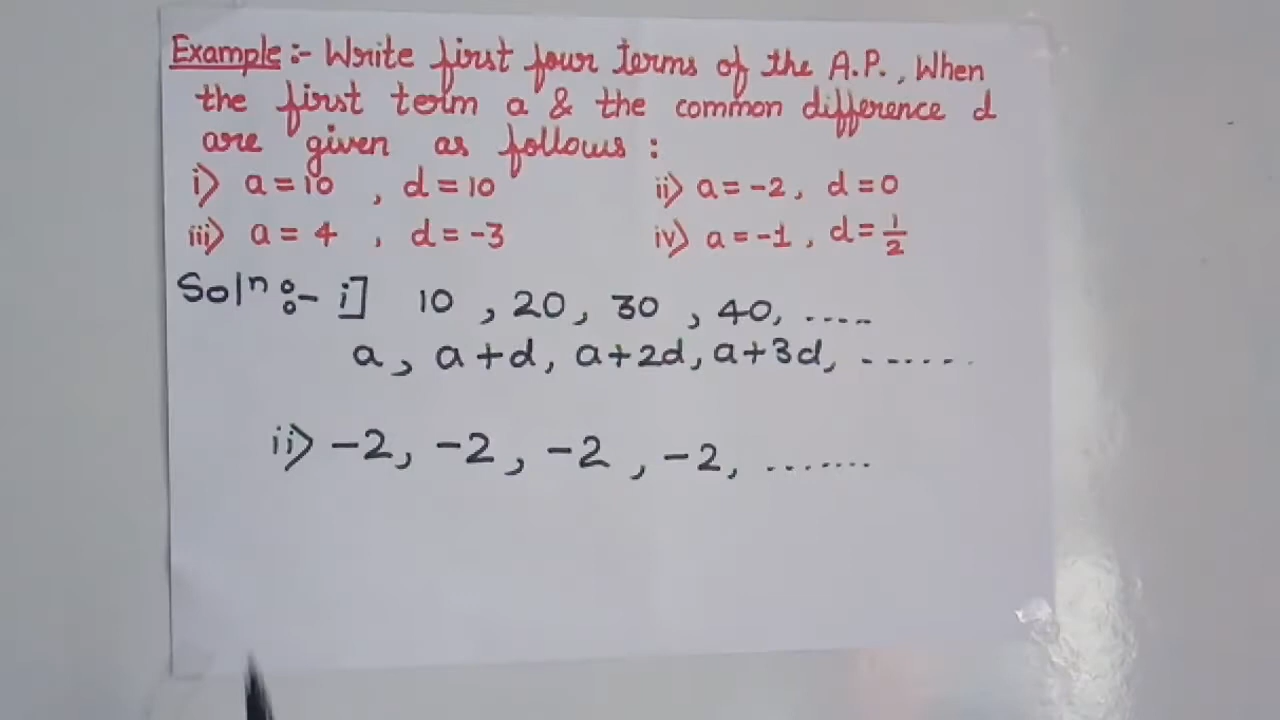 Example :- Write first four terms of the A.P., When
the first term a & the common difference d
are given as follows :
i) a = 10 , d = 10 ii) a = -2, d = 0
iii) a = 4 , d = -3 iv) a = -1, d = 1/2
Solⁿ :- i] 10 , 20, 30 , 40, .....
a, a+d, a+2d, a+3d, ......
ii) -2, -2, -2, -2, .......